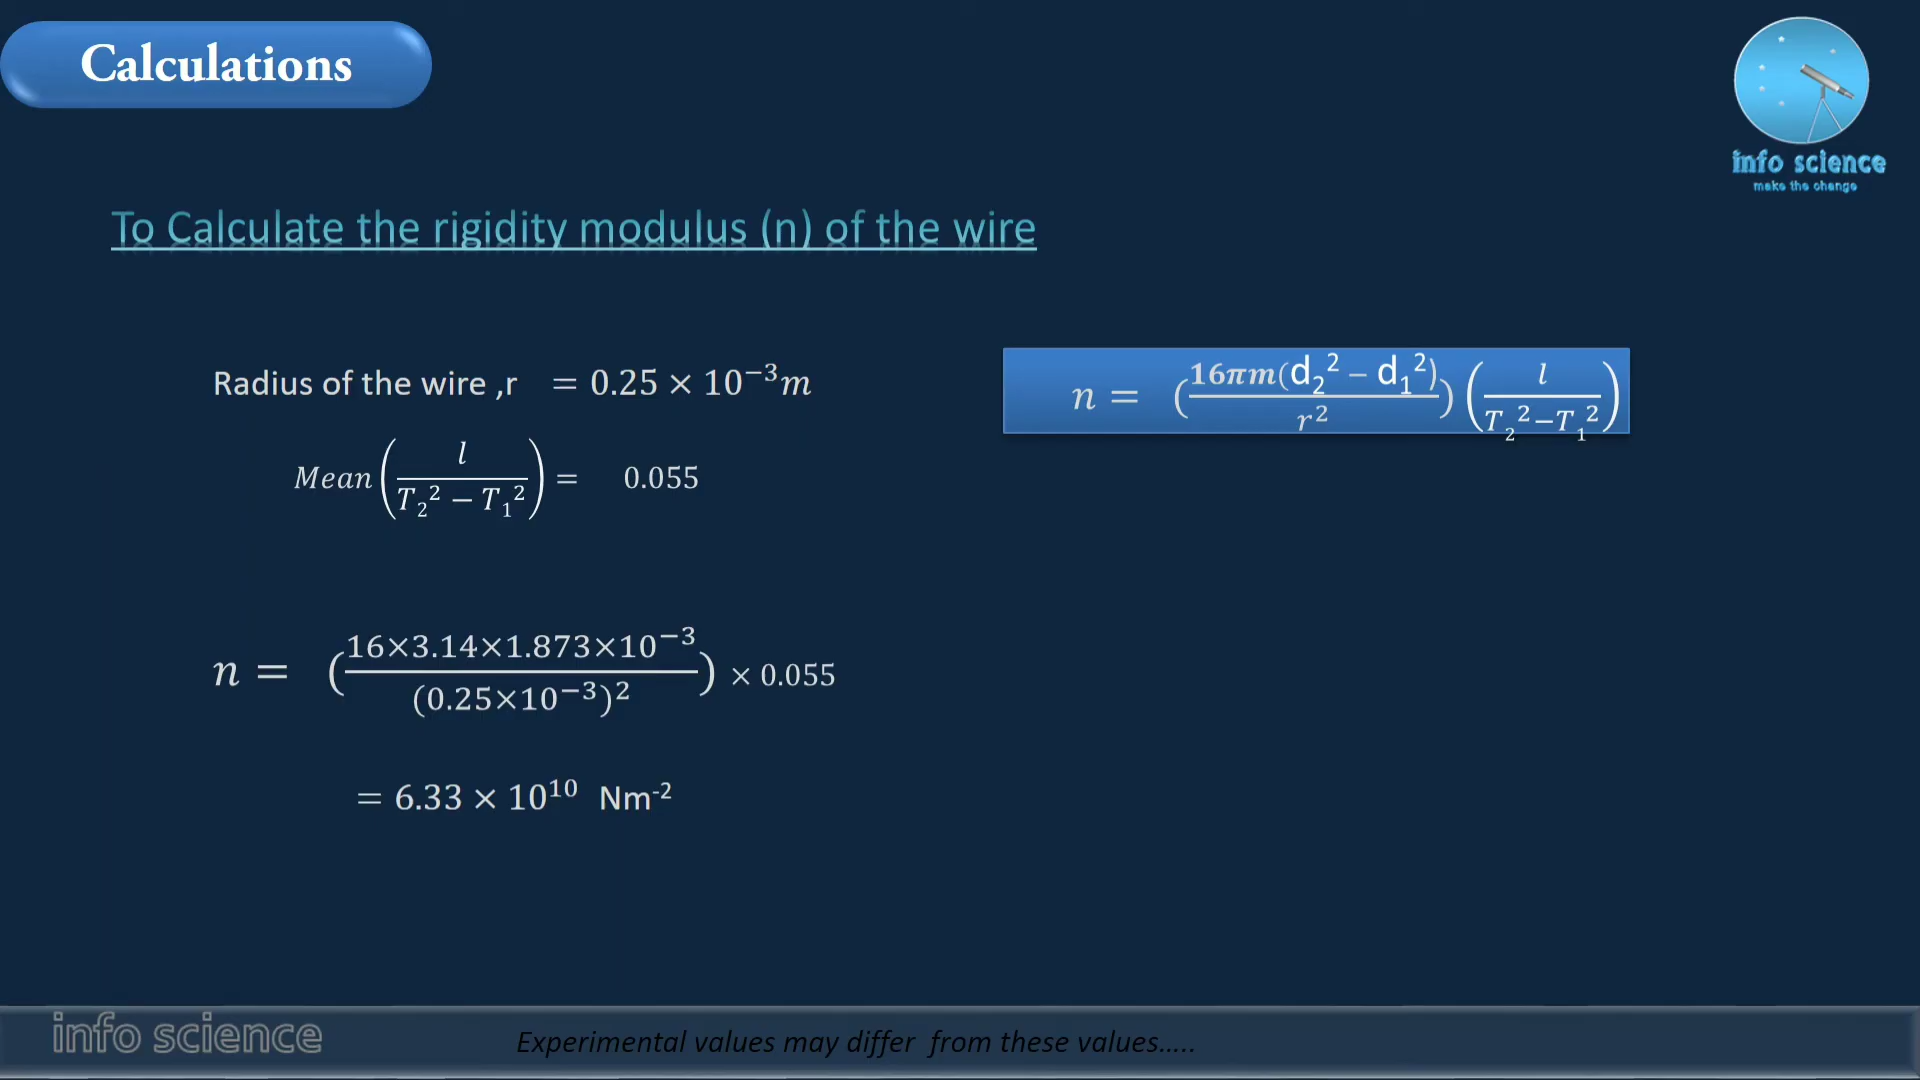 Calculations
info science
make the change
To Calculate the rigidity modulus (n) of the wire
Radius of the wire ,r = 0.25 × 10⁻³m
n = (16πm(d₂² − d₁²)/r²) (l/(T₂²−T₁²))
Mean (l/(T₂² − T₁²)) = 0.055
n = (16×3.14×1.873×10⁻³/(0.25×10⁻³)²) × 0.055
= 6.33 × 10¹⁰ Nm⁻²
info science
Experimental values may differ from these values.....